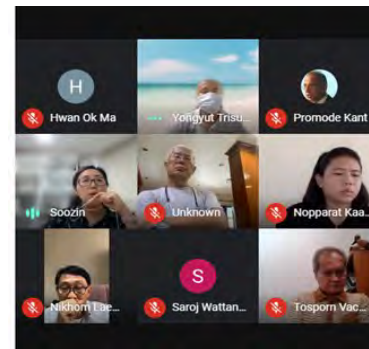 H
Hwan Ok Ma
Yongyut Trisu...
Promode Kant
Soozin
Unknown
Nopparat Kaa...
Nikhom Lae...
S
Saroj Wattan...
Tosporn Vac...